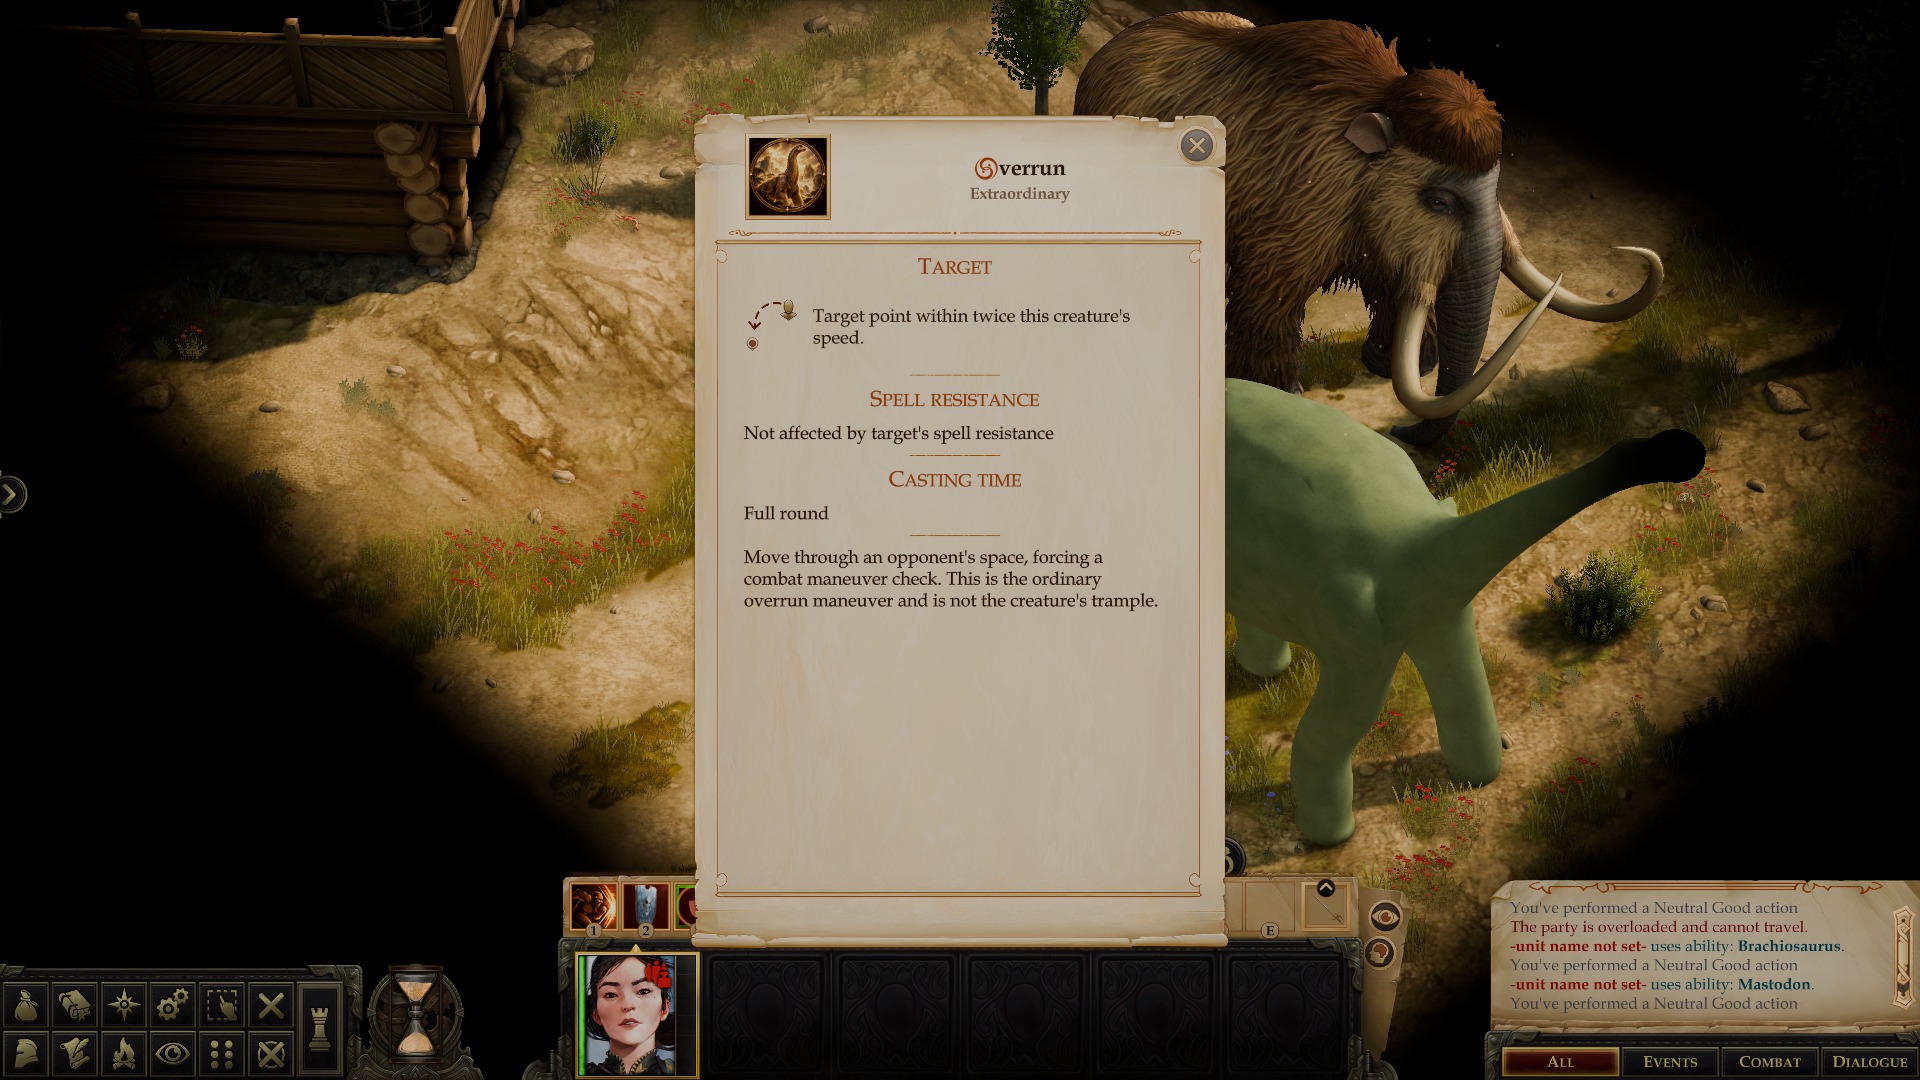 Overrun
Extraordinary
TARGET
Target point within twice this creature's
speed.
SPELL RESISTANCE
Not affected by target's spell resistance
CASTING TIME
Full round
Move through an opponent's space, forcing a
combat maneuver check. This is the ordinary
overrun maneuver and is not the creature's trample.
1
2
E
You've performed a Neutral Good action
The party is overloaded and cannot travel.
-unit name not set- uses ability: Brachiosaurus.
You've performed a Neutral Good action
-unit name not set- uses ability: Mastodon.
You've performed a Neutral Good action
ALL
EVENTS
COMBAT
DIALOGUE